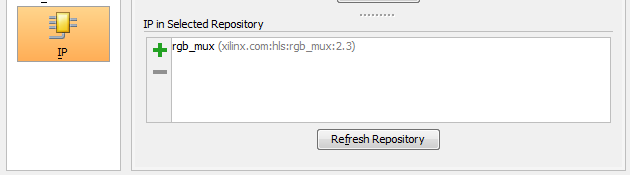 IP in Selected Repository
IP
rgb_mux (xilinx.com:hls:rgb_mux:2.3)
Refresh Repository